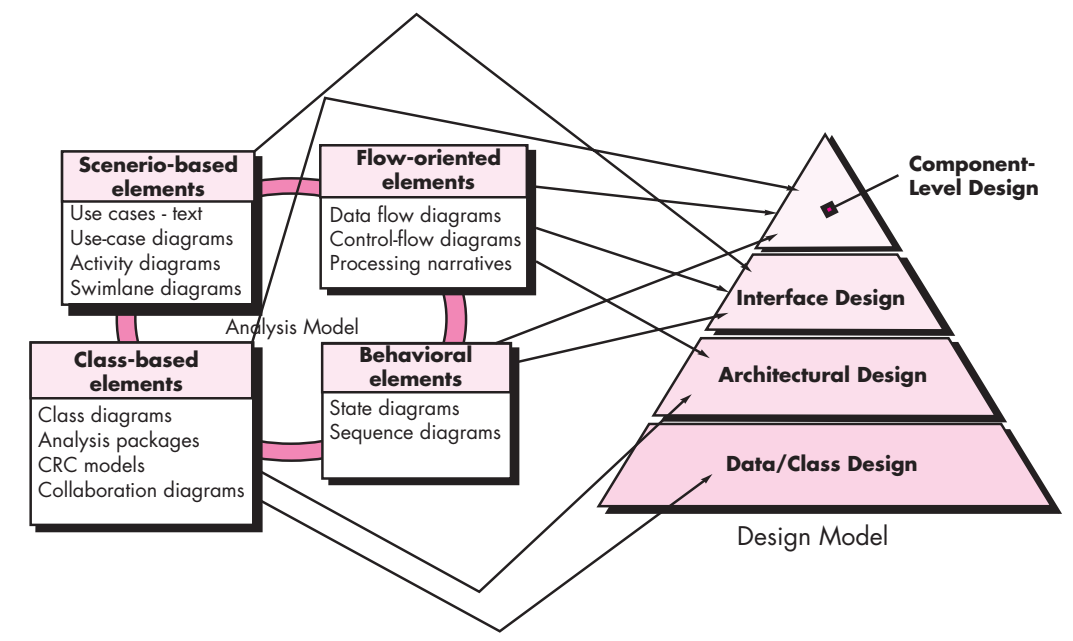 Scenerio-based
elements
Use cases - text
Use-case diagrams
Activity diagrams
Swimlane diagrams
Flow-oriented
elements
Data flow diagrams
Control-flow diagrams
Processing narratives
Analysis Model
Class-based
elements
Class diagrams
Analysis packages
CRC models
Collaboration diagrams
Behavioral
elements
State diagrams
Sequence diagrams
Component-
Level Design
Interface Design
Architectural Design
Data/Class Design
Design Model